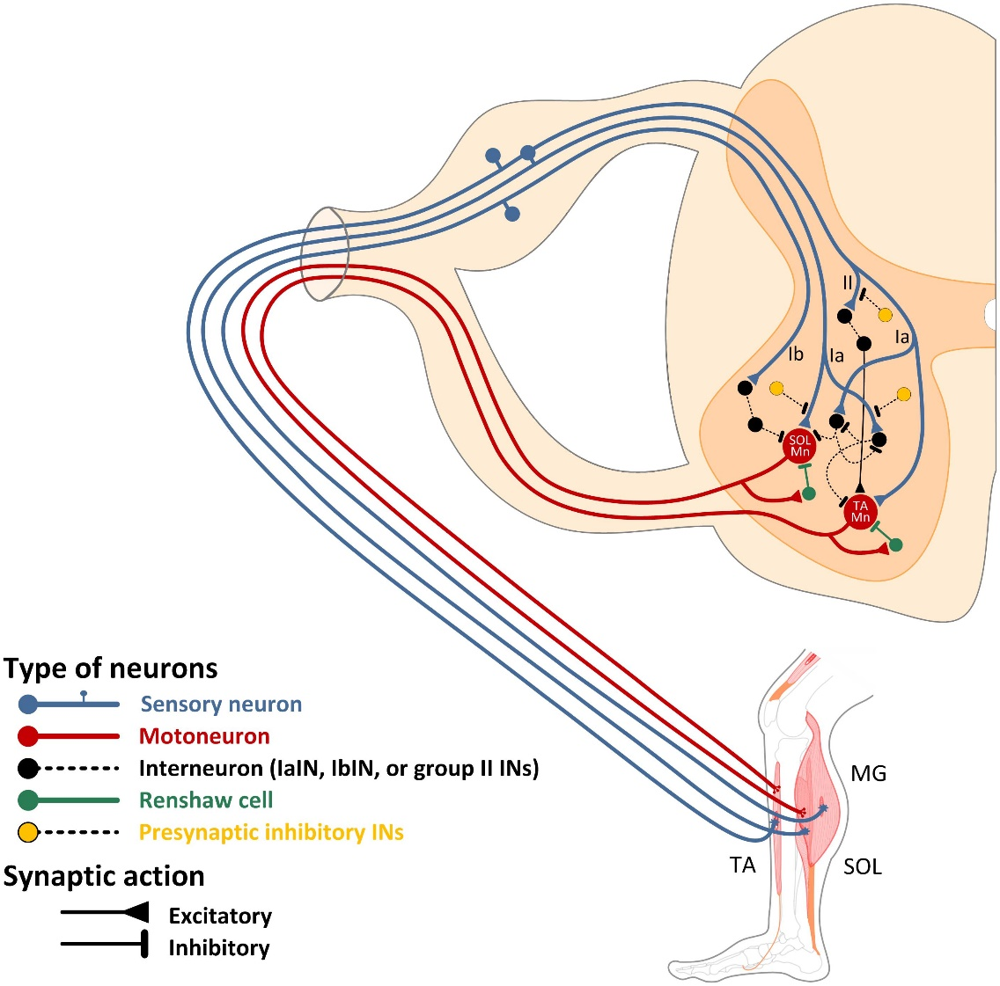 II
Ia
Ib
Ia
SOL
Mn
TA
Mn
Type of neurons
Sensory neuron
Motoneuron
Interneuron (IaIN, IbIN, or group II INs)
Renshaw cell
Presynaptic inhibitory INs
Synaptic action
Excitatory
Inhibitory
MG
TA
SOL